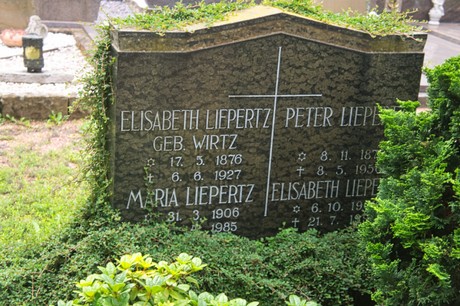 ELISABETH LIEPERTZ
GEB. WIRTZ
☆ 17. 5. 1876
✝ 6. 6. 1927
MARIA LIEPERTZ
☆ 31. 3. 1906
1985
PETER
☆ 8. 11.
✝ 8. 5.
ELISABETH
☆ 6. 10.
✝ 21.